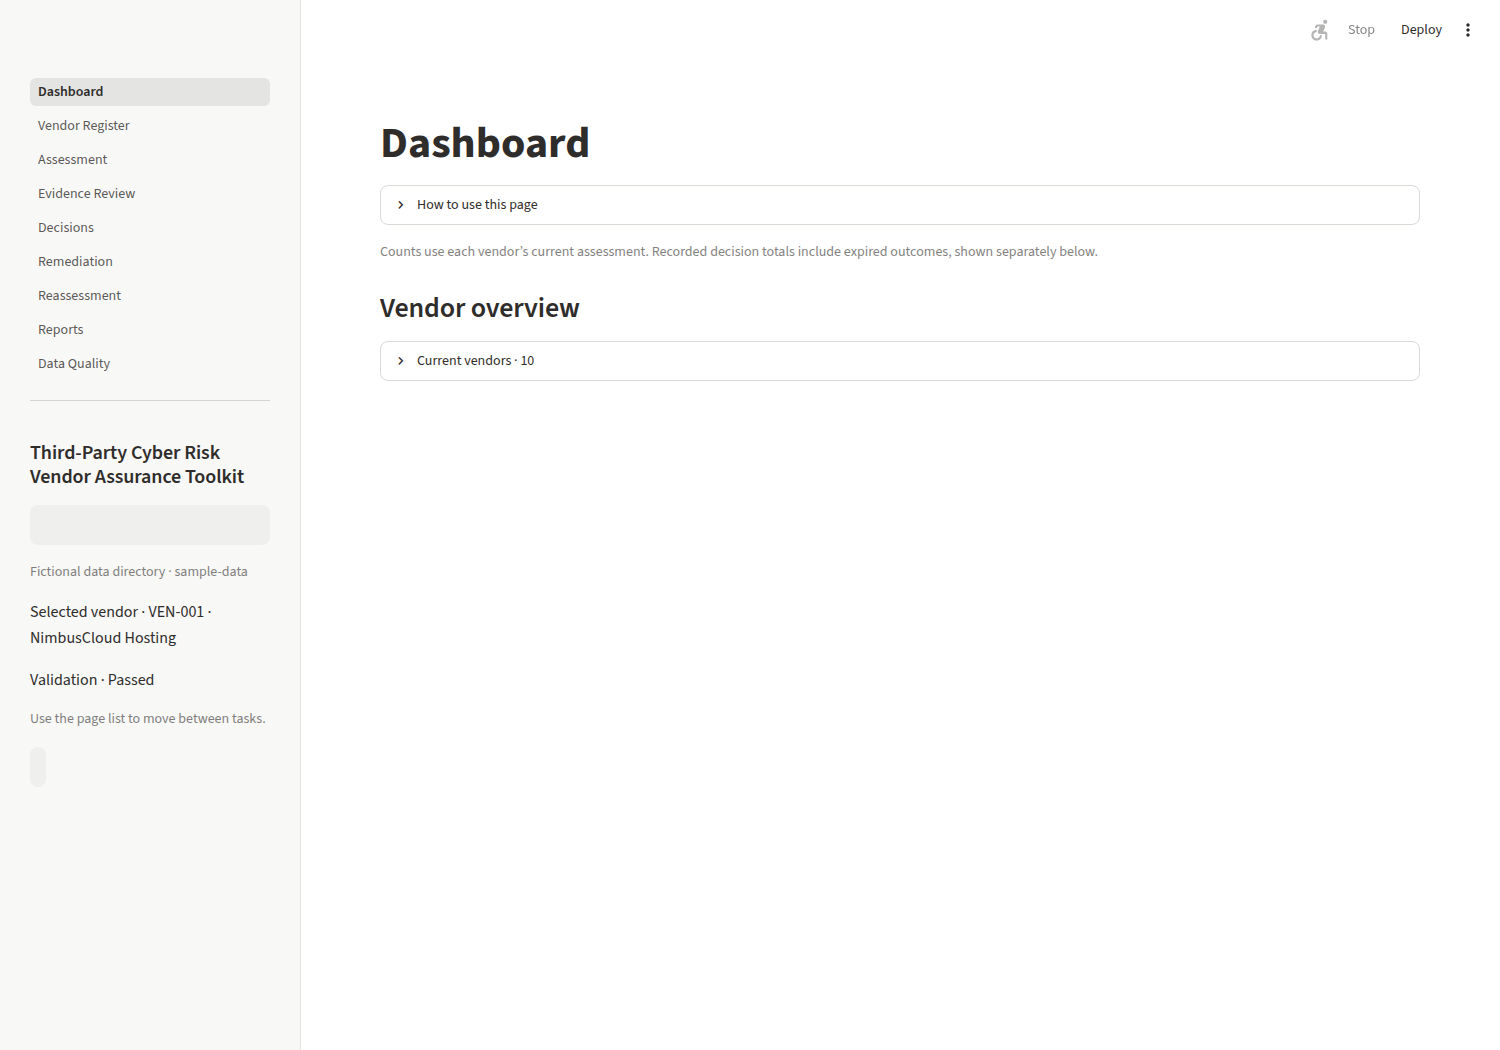 Stop
Deploy
Dashboard
Vendor Register
Assessment
Evidence Review
Decisions
Remediation
Reassessment
Reports
Data Quality
Third-Party Cyber Risk
Vendor Assurance Toolkit
Fictional data directory · sample-data
Selected vendor · VEN-001 ·
NimbusCloud Hosting
Validation · Passed
Use the page list to move between tasks.
Dashboard
How to use this page
Counts use each vendor’s current assessment. Recorded decision totals include expired outcomes, shown separately below.
Vendor overview
Current vendors · 10